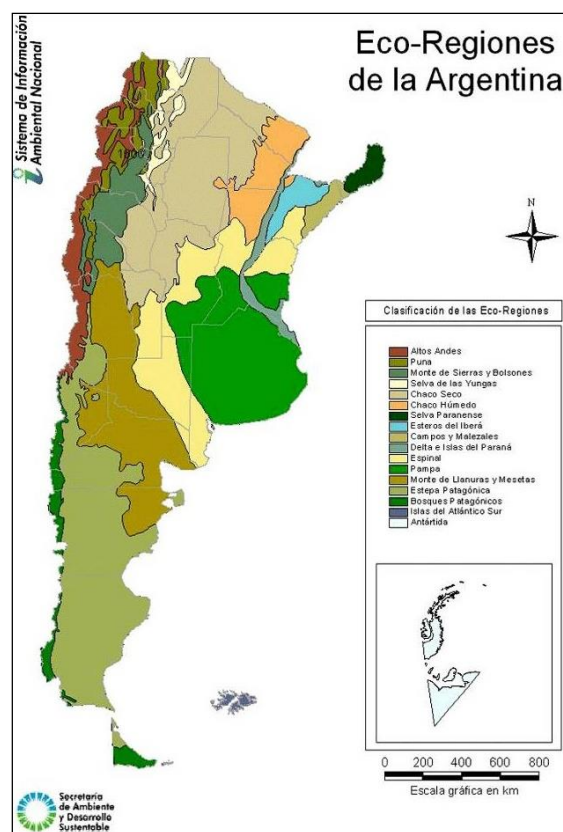 Sistema de Información
Ambiental Nacional
Eco-Regiones
de la Argentina
Clasificación de las Eco-Regiones
Altos Andes
Puna
Monte de Sierras y Bolsones
Selva de las Yungas
Chaco Seco
Chaco Húmedo
Selva Paranense
Esteros del Iberá
Campos y Malezales
Delta e Islas del Paraná
Espinal
Pampa
Monte de Llanuras y Mesetas
Estepa Patagónica
Bosques Patagónicos
Islas del Atlántico Sur
Antártida
0 200 400 600 800
Escala gráfica en km
Secretaría
de Ambiente
y Desarrollo
Sustentable